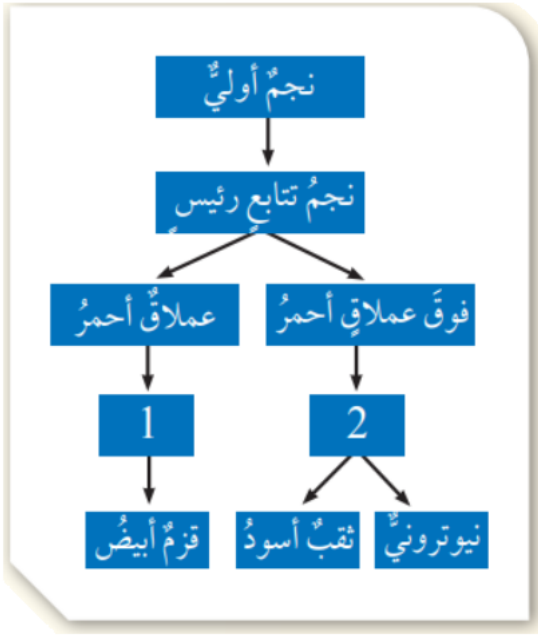 نجمٌ أوليٌّ
نجمُ تتابعٍ رئيسٍ
فوقَ عملاقٍ أحمرُ
عملاقٌ أحمرُ
2
1
نيوترونيٌّ
ثقبٌ أسودُ
قزمٌ أبيضُ